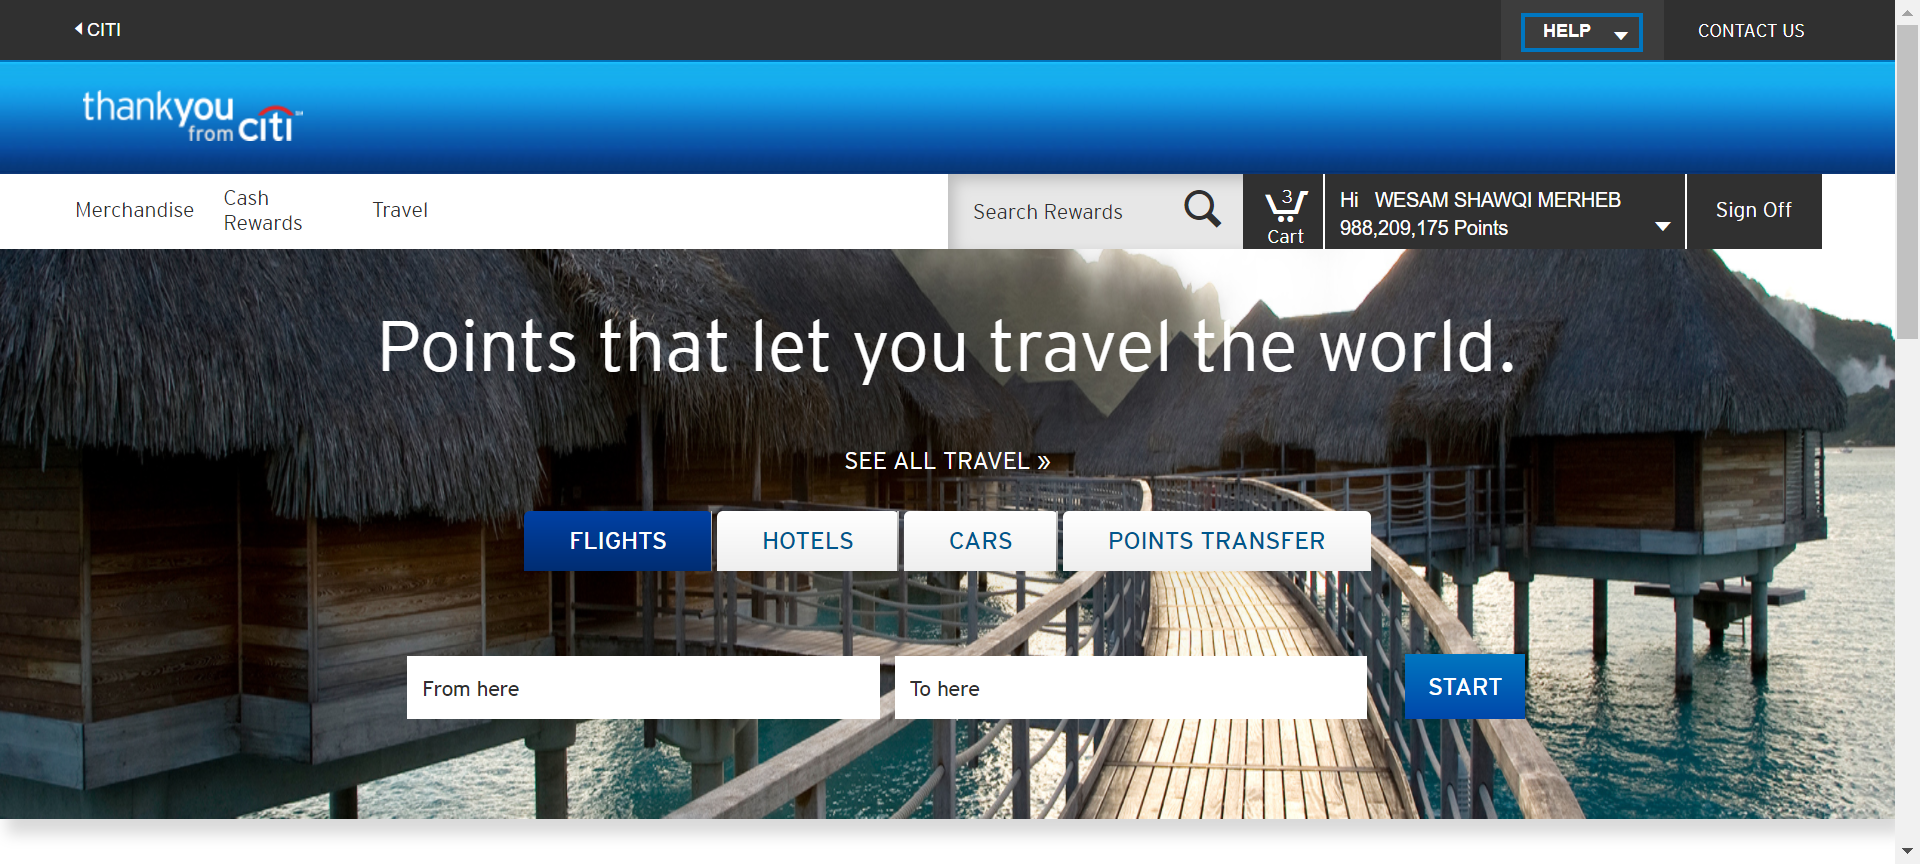 CITI
HELP
CONTACT US
thankyou
from citi
Merchandise
Cash
Rewards
Travel
Search Rewards
3
Cart
Hi WESAM SHAWQI MERHEB
988,209,175 Points
Sign Off
Points that let you travel the world.
SEE ALL TRAVEL »
FLIGHTS
HOTELS
CARS
POINTS TRANSFER
From here
To here
START